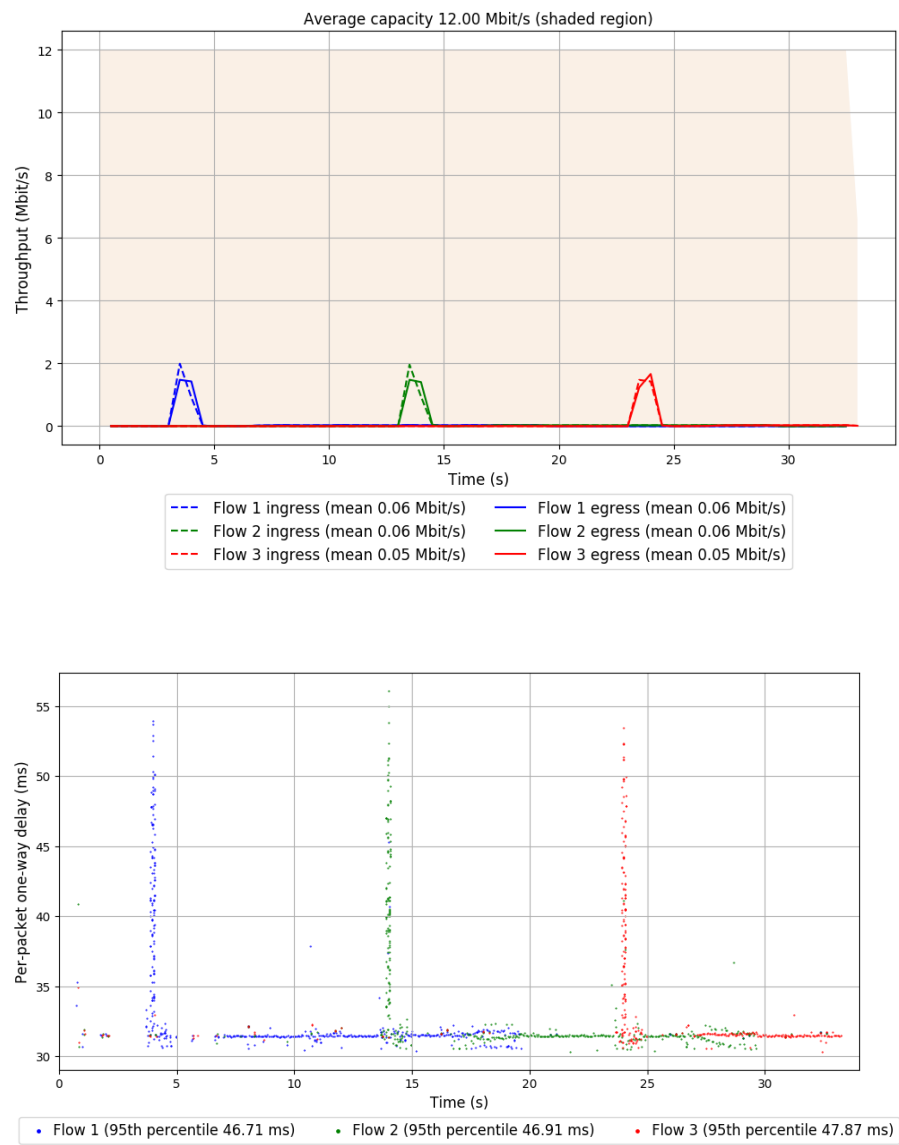 Average capacity 12.00 Mbit/s (shaded region)
12
10
8
6
4
2
0
Throughput (Mbit/s)
0 5 10 15 20 25 30
Time (s)
Flow 1 ingress (mean 0.06 Mbit/s) Flow 1 egress (mean 0.06 Mbit/s)
Flow 2 ingress (mean 0.06 Mbit/s) Flow 2 egress (mean 0.06 Mbit/s)
Flow 3 ingress (mean 0.05 Mbit/s) Flow 3 egress (mean 0.05 Mbit/s)
55
50
45
40
35
30
Per-packet one-way delay (ms)
0 5 10 15 20 25 30
Time (s)
Flow 1 (95th percentile 46.71 ms) Flow 2 (95th percentile 46.91 ms) Flow 3 (95th percentile 47.87 ms)